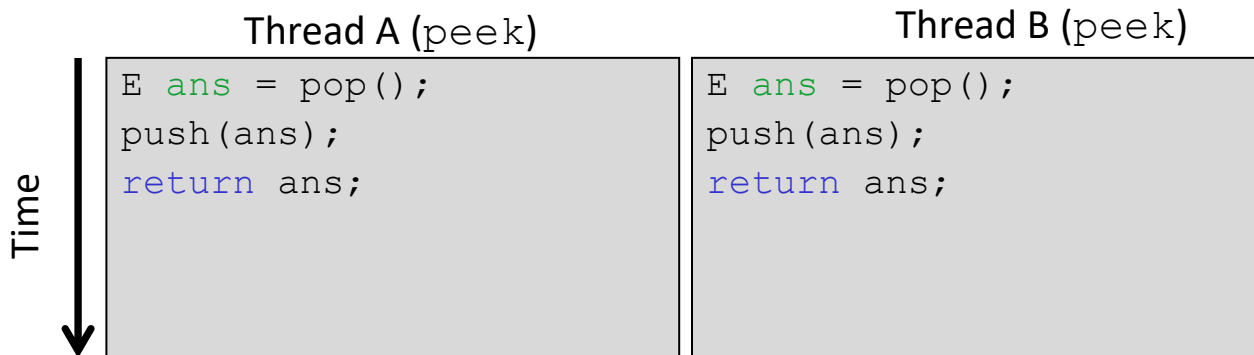 Thread A (peek)
Thread B (peek)
Time
E ans = pop();
push(ans);
return ans;
E ans = pop();
push(ans);
return ans;